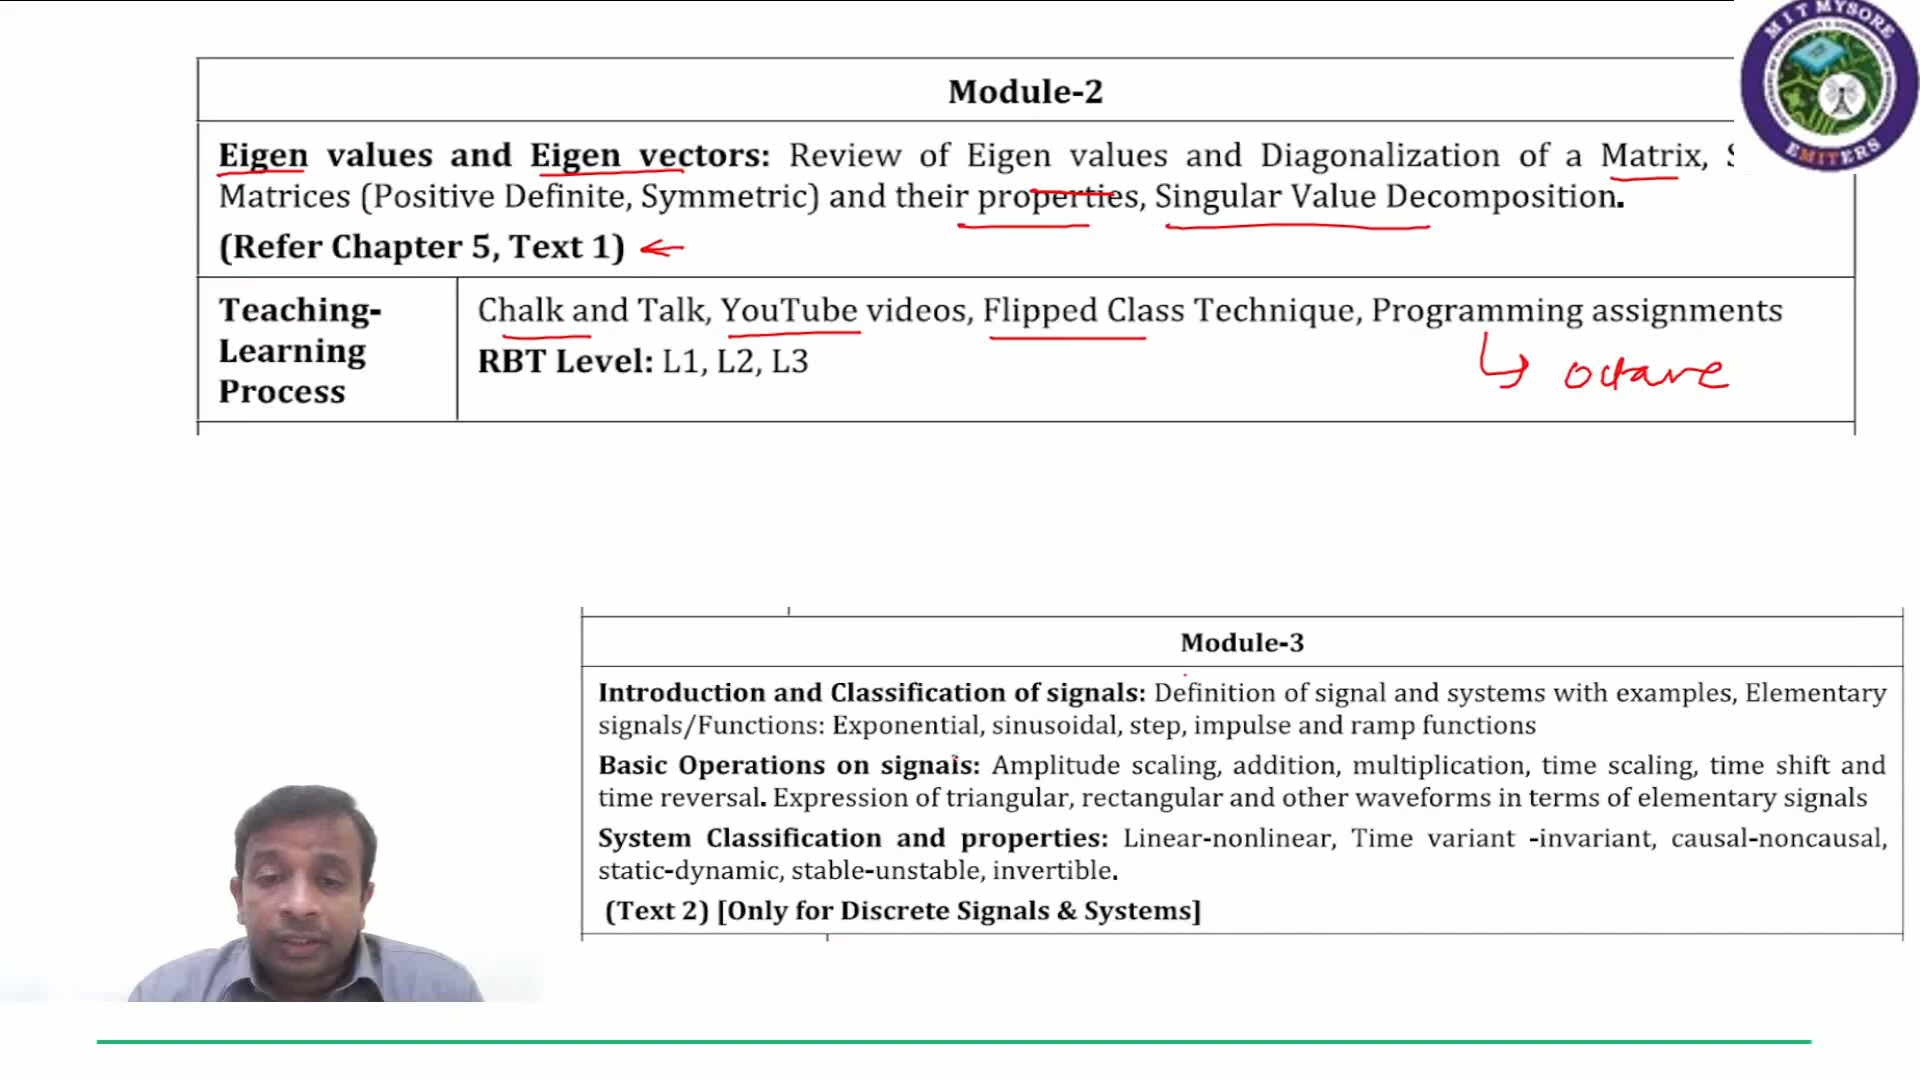 MIT MYSORE
EMITERS
Module-2
Eigen values and Eigen vectors: Review of Eigen values and Diagonalization of a Matrix, S
Matrices (Positive Definite, Symmetric) and their properties, Singular Value Decomposition.
(Refer Chapter 5, Text 1)
Teaching-
Learning
Process
Chalk and Talk, YouTube videos, Flipped Class Technique, Programming assignments
RBT Level: L1, L2, L3
octave
Module-3
Introduction and Classification of signals: Definition of signal and systems with examples, Elementary
signals/Functions: Exponential, sinusoidal, step, impulse and ramp functions
Basic Operations on signals: Amplitude scaling, addition, multiplication, time scaling, time shift and
time reversal. Expression of triangular, rectangular and other waveforms in terms of elementary signals
System Classification and properties: Linear-nonlinear, Time variant -invariant, causal-noncausal,
static-dynamic, stable-unstable, invertible.
(Text 2) [Only for Discrete Signals & Systems]